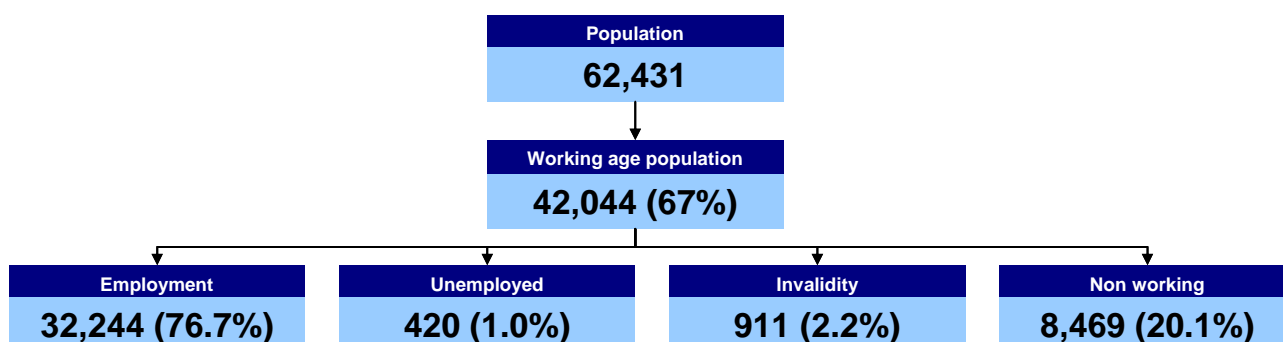 Population
62,431
Working age population
42,044 (67%)
Employment
32,244 (76.7%)
Unemployed
420 (1.0%)
Invalidity
911 (2.2%)
Non working
8,469 (20.1%)